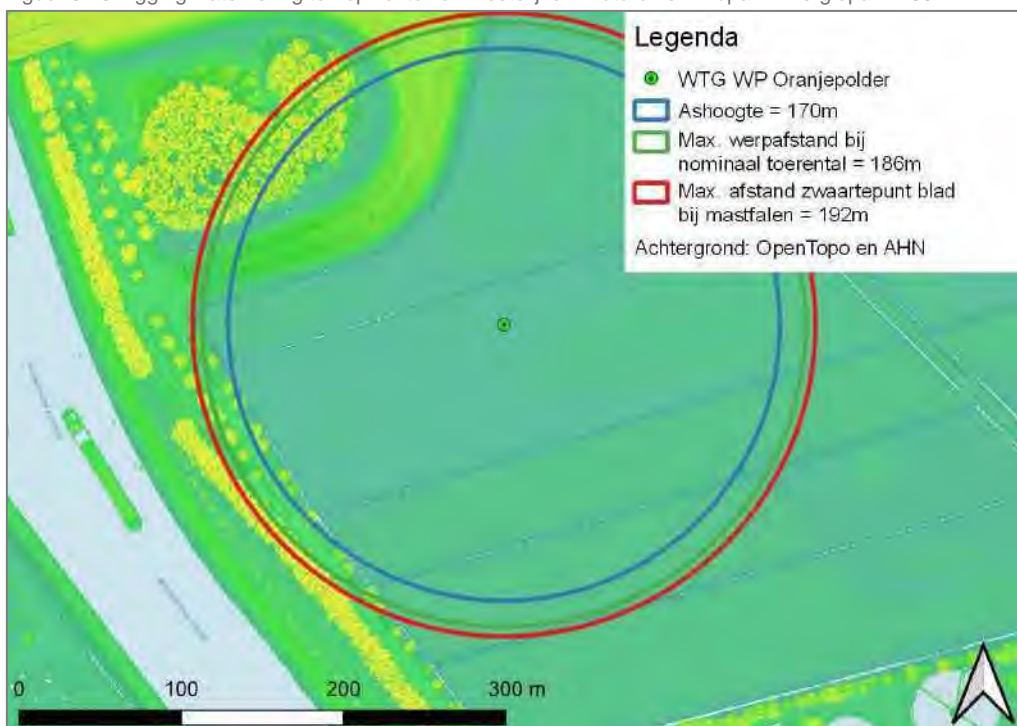 Legenda
WTG WP Oranjepolder
Ashoogte = 170m
Max. werpafstand bij
nominaal toerental = 186m
Max. afstand zwaartepunt blad
bij mastfalen = 192m
Achtergrond: OpenTopo en AHN
0 100 200 300 m